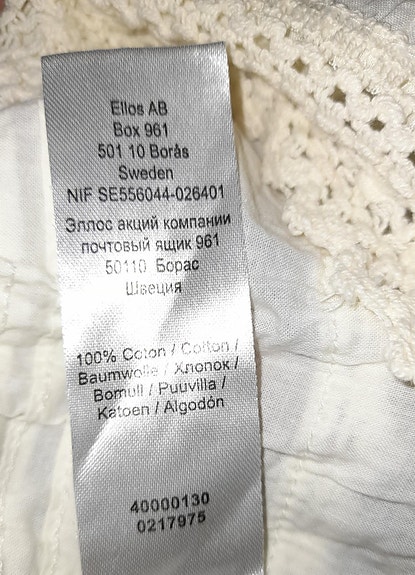 Ellos AB
Box 961
501 10 Borås
Sweden
NIF SE556044-026401
Эллос акций компании
почтовый ящик 961
50110 Борас
Швеция
100% Coton / Cotton /
Baumwolle / Хлопок /
Bomull / Puuvilla /
Katoen / Algodón
40000130
0217975